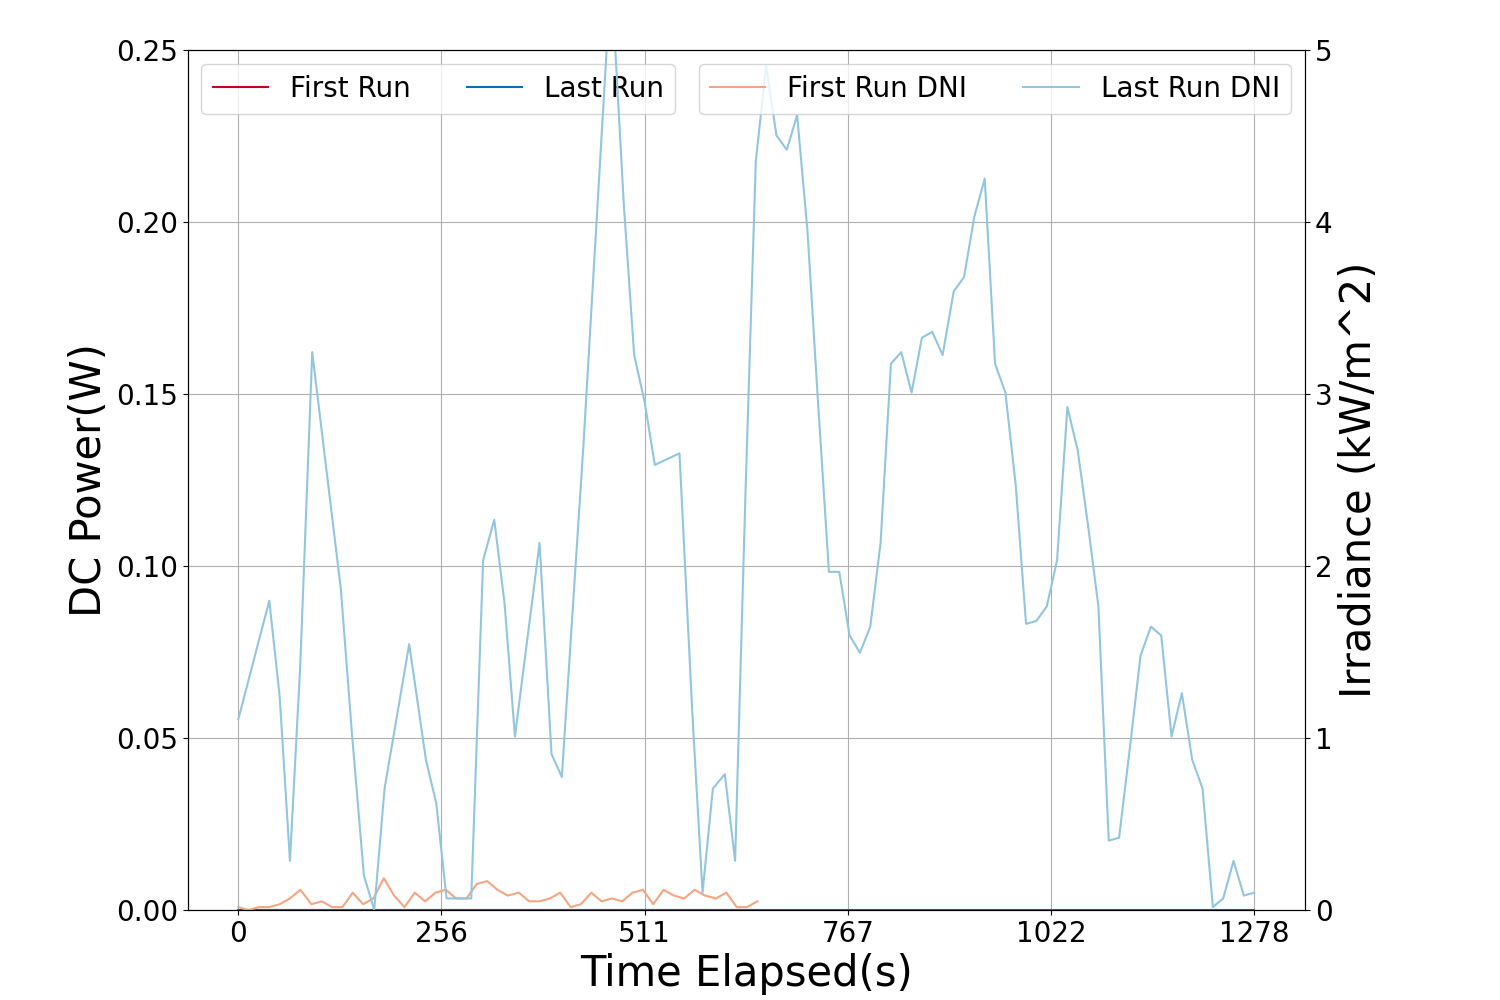 First Run Last Run First Run DNI Last Run DNI
0.25
0.20
0.15
0.10
0.05
0.00
DC Power(W)
5
4
3
2
1
0
Irradiance (kW/m^2)
0 256 511 767 1022 1278
Time Elapsed(s)